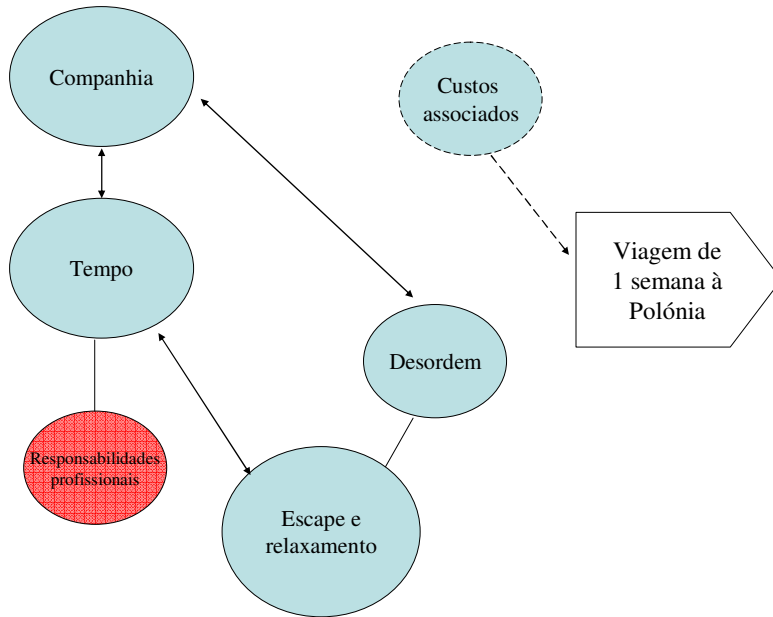 Companhia
Custos
associados
Tempo
Viagem de
1 semana à
Polónia
Desordem
Responsabilidades
profissionais
Escape e
relaxamento